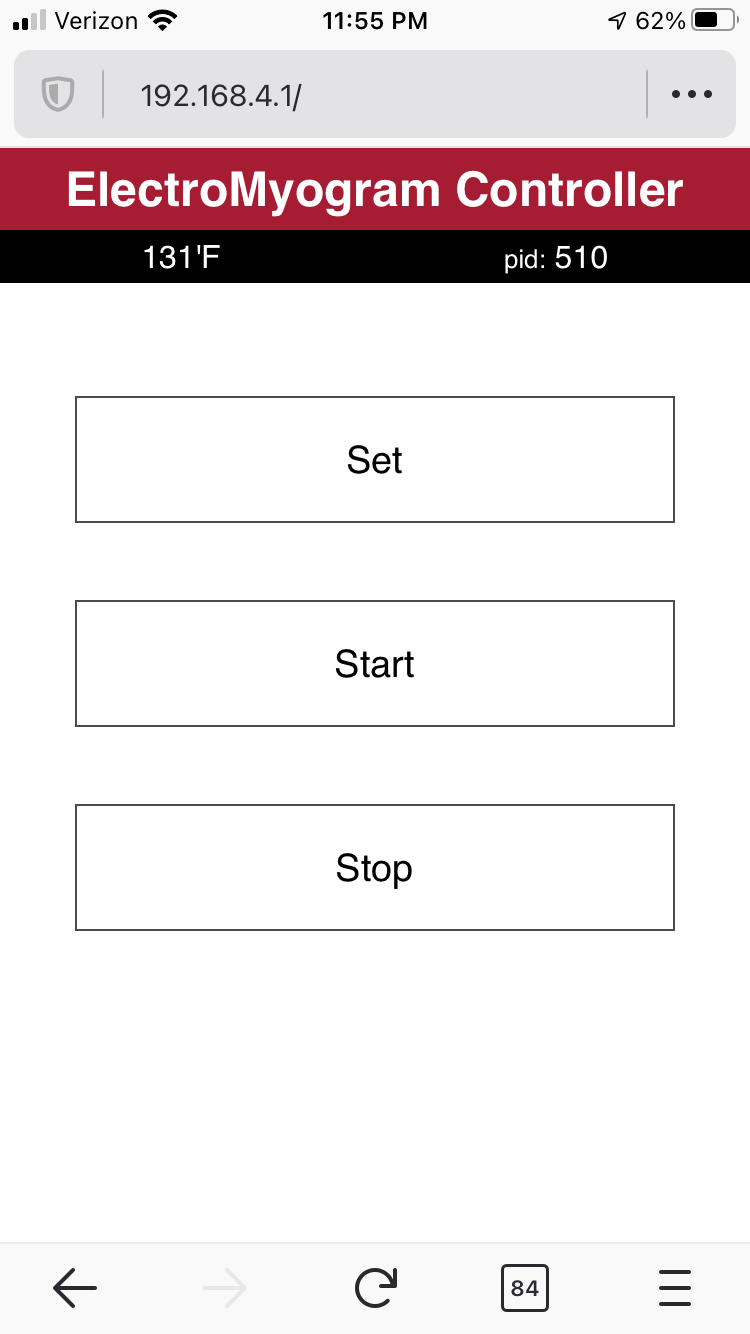 Verizon 11:55 PM 62%
192.168.4.1/
ElectroMyogram Controller
131'F pid: 510
Set
Start
Stop
84